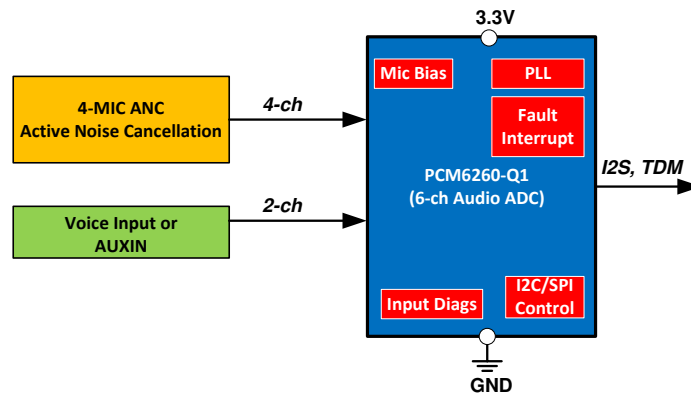 3.3V
Mic Bias
PLL
4-MIC ANC
Active Noise Cancellation
4-ch
Fault
Interrupt
PCM6260-Q1
(6-ch Audio ADC)
I2S, TDM
Voice Input or
AUXIN
2-ch
Input Diags
I2C/SPI
Control
GND